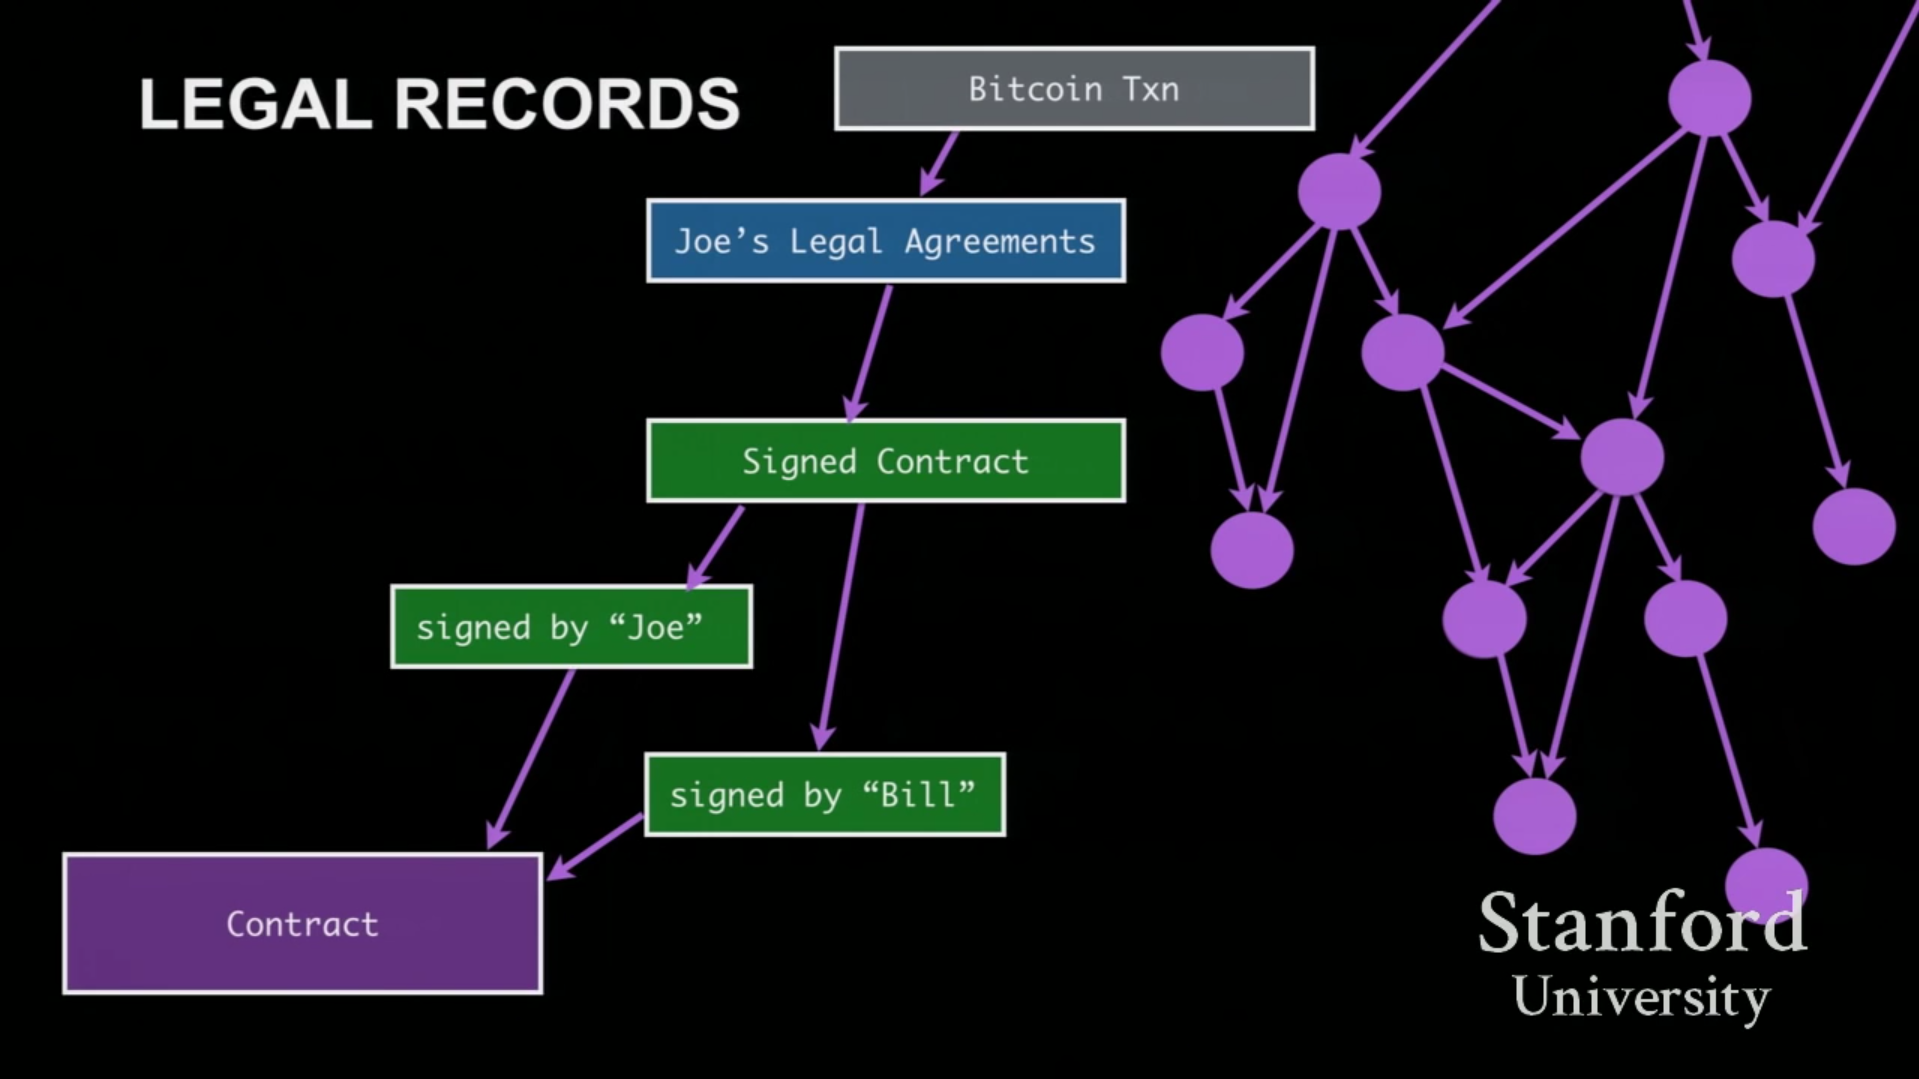 LEGAL RECORDS
Bitcoin Txn
Joe’s Legal Agreements
Signed Contract
signed by “Joe”
signed by “Bill”
Contract
Stanford
University